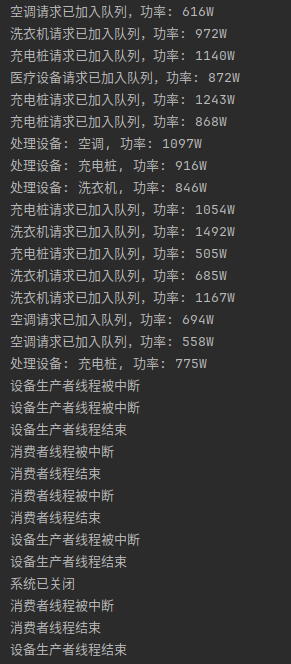 空调请求已加入队列，功率: 616W
洗衣机请求已加入队列，功率: 972W
充电桩请求已加入队列，功率: 1140W
医疗设备请求已加入队列，功率: 872W
充电桩请求已加入队列，功率: 1243W
充电桩请求已加入队列，功率: 868W
处理设备: 空调, 功率: 1097W
处理设备: 充电桩, 功率: 916W
处理设备: 洗衣机, 功率: 846W
充电桩请求已加入队列，功率: 1054W
洗衣机请求已加入队列，功率: 1492W
充电桩请求已加入队列，功率: 505W
洗衣机请求已加入队列，功率: 685W
洗衣机请求已加入队列，功率: 1167W
空调请求已加入队列，功率: 694W
空调请求已加入队列，功率: 558W
处理设备: 充电桩, 功率: 775W
设备生产者线程被中断
设备生产者线程被中断
设备生产者线程结束
消费者线程被中断
消费者线程结束
消费者线程被中断
消费者线程结束
设备生产者线程被中断
设备生产者线程结束
系统已关闭
消费者线程被中断
消费者线程结束
设备生产者线程结束